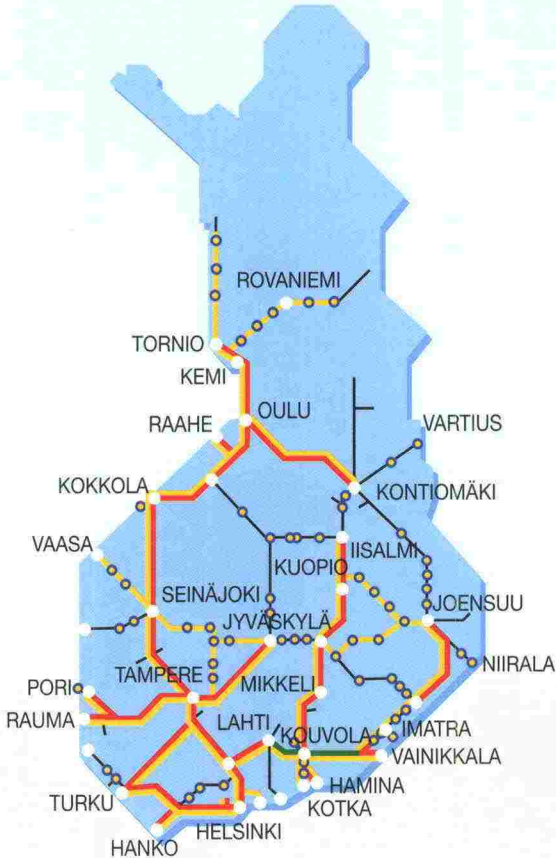 ROVANIEMI
TORNIO
KEMI
OULU
RAAHE
VARTIUS
KOKKOLA
KONTIOMÄKI
VAASA
IISALMI
KUOPIO
SEINÄJOKI
JOENSUU
JYVÄSKYLÄ
NIIRALA
TAMPERE
MIKKELI
PORI
RAUMA
LAHTI
KOUVOLA
IMATRA
VAINIKKALA
HAMINA
TURKU
KOTKA
HELSINKI
HANKO